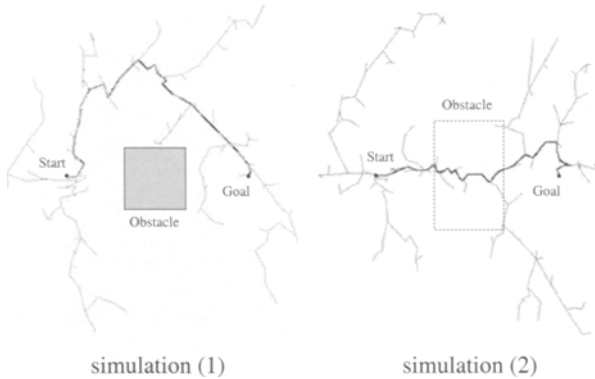 Start
Goal
Obstacle
simulation (1)
Obstacle
Start
Goal
simulation (2)